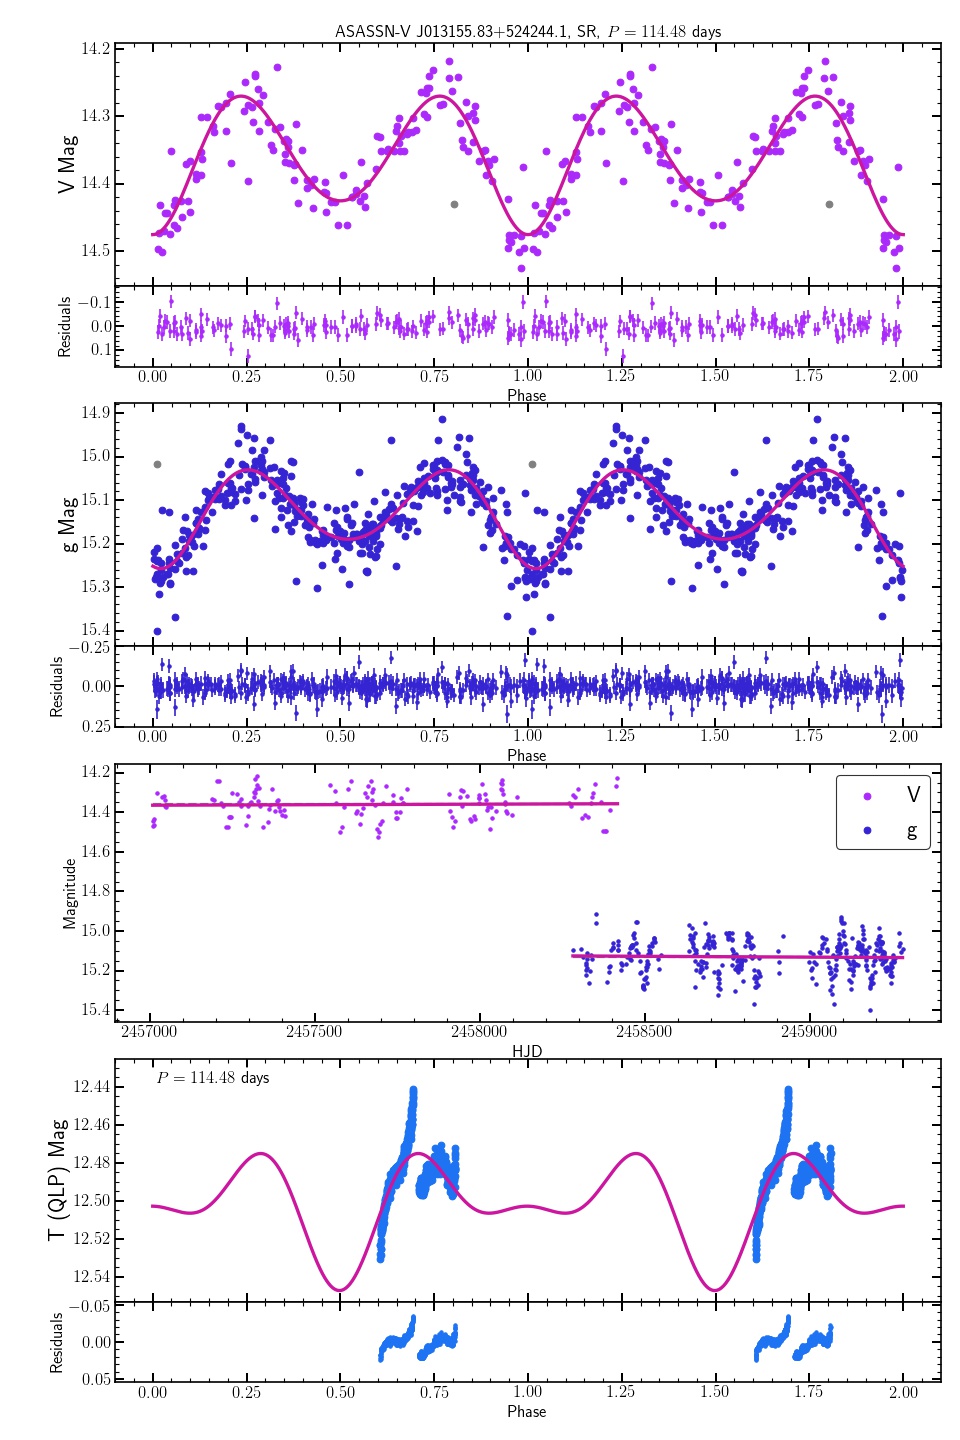 ASASSN-V J013155.83+524244.1, SR, P = 114.48 days
14.2
14.3
14.4
14.5
V Mag
−0.1
0.0
0.1
Residuals
0.00 0.25 0.50 0.75 1.00 1.25 1.50 1.75 2.00
Phase
14.9
15.0
15.1
15.2
15.3
15.4
g Mag
−0.25
0.00
0.25
Residuals
0.00 0.25 0.50 0.75 1.00 1.25 1.50 1.75 2.00
Phase
14.2
14.4
14.6
14.8
15.0
15.2
15.4
Magnitude
V
g
2457000 2457500 2458000 2458500 2459000
HJD
P = 114.48 days
12.44
12.46
12.48
12.50
12.52
12.54
T (QLP) Mag
−0.05
0.00
0.05
Residuals
0.00 0.25 0.50 0.75 1.00 1.25 1.50 1.75 2.00
Phase